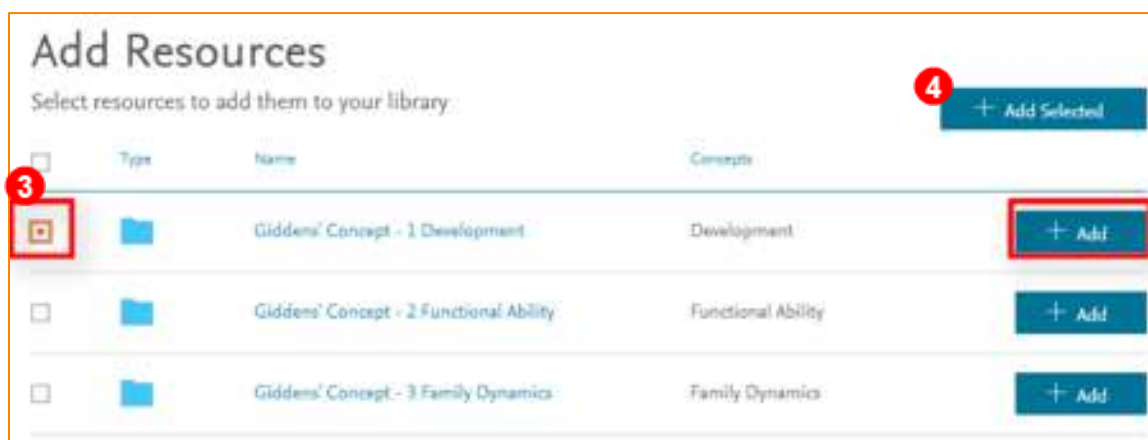 Add Resources
Select resources to add them to your library
4
+ Add Selected
Type Name Concepts
3
Giddens' Concept - 1 Development Development + Add
Giddens' Concept - 2 Functional Ability Functional Ability + Add
Giddens' Concept - 3 Family Dynamics Family Dynamics + Add